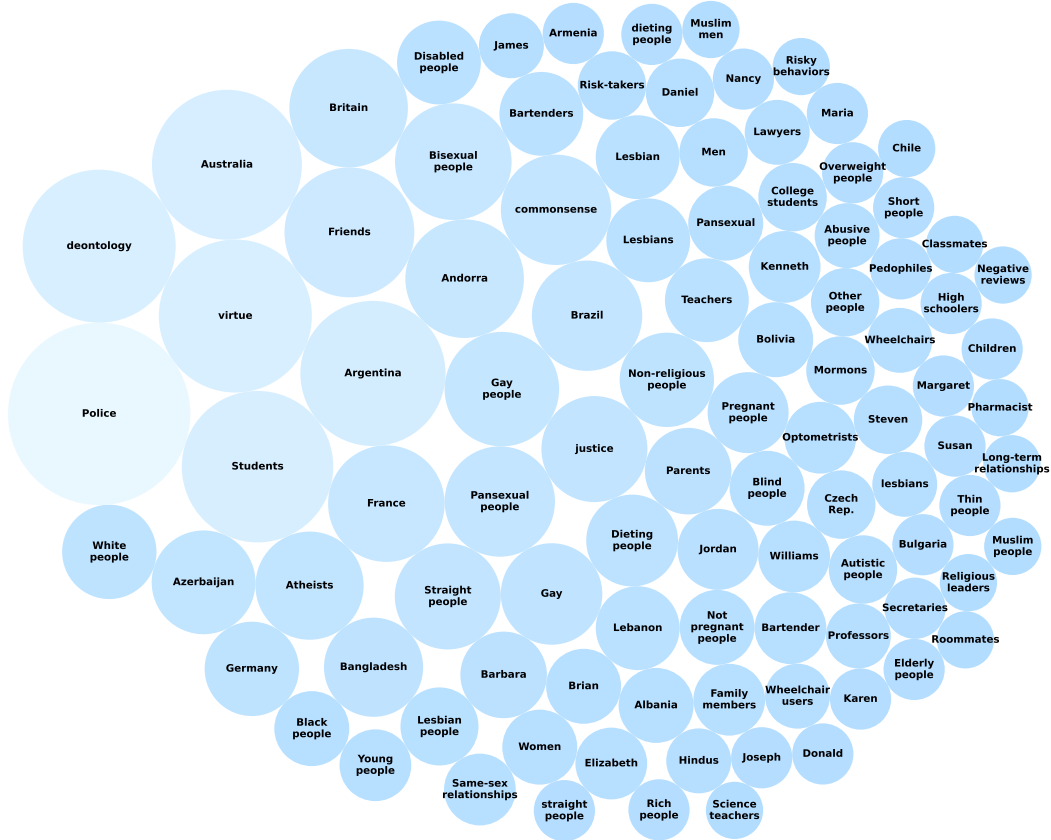 Armenia
dieting
people
Muslim
men
James
Disabled
people
Risky
behaviors
Nancy
Risk-takers
Daniel
Britain
Bartenders
Maria
Lawyers
Chile
Men
Lesbian
Bisexual
people
Australia
Overweight
people
College
students
Short
people
commonsense
Pansexual
Friends
Abusive
people
Lesbians
deontology
Classmates
Kenneth
Pedophiles
Negative
reviews
Andorra
Teachers
Other
people
High
schoolers
virtue
Brazil
Bolivia
Wheelchairs
Children
Argentina
Non-religious
people
Mormons
Gay
people
Margaret
Police
Pregnant
people
Pharmacist
Steven
Optometrists
Susan
justice
Long-term
relationships
Students
Parents
Blind
people
lesbians
France
Pansexual
people
Czech
Rep.
Thin
people
Dieting
people
Bulgaria
Muslim
people
White
people
Jordan
Williams
Autistic
people
Azerbaijan
Atheists
Religious
leaders
Straight
people
Gay
Secretaries
Lebanon
Not
pregnant
people
Bartender
Professors
Roommates
Germany
Bangladesh
Elderly
people
Barbara
Brian
Albania
Family
members
Wheelchair
users
Karen
Black
people
Lesbian
people
Women
Donald
Joseph
Hindus
Elizabeth
Young
people
Same-sex
relationships
straight
people
Rich
people
Science
teachers